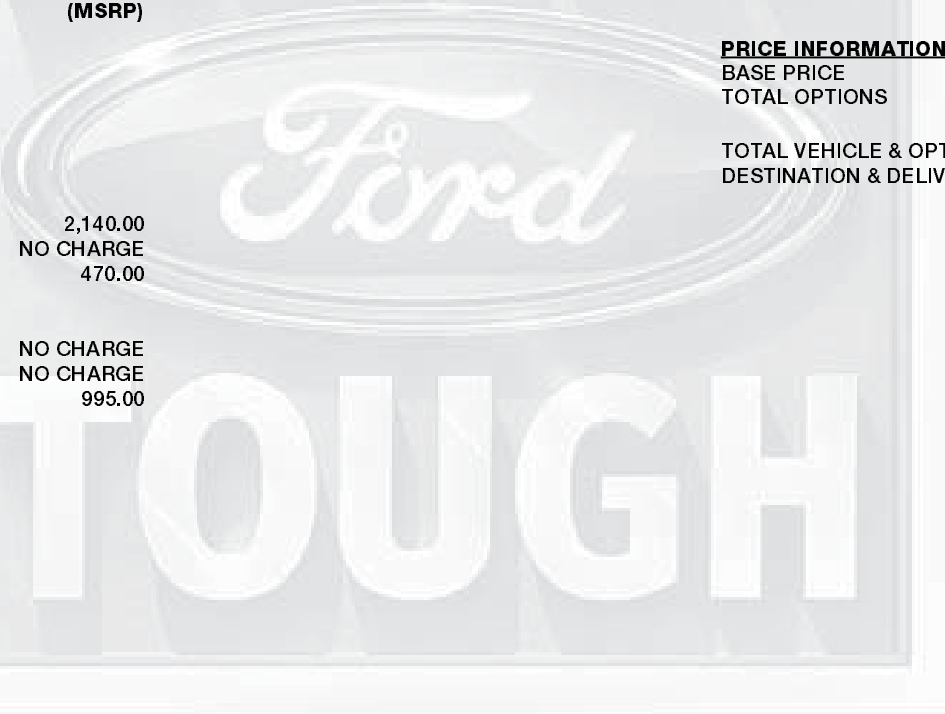 (MSRP)
2,140.00
NO CHARGE
470.00
NO CHARGE
NO CHARGE
995.00
PRICE INFORMATION
BASE PRICE
TOTAL OPTIONS
TOTAL VEHICLE & OPT
DESTINATION & DELIV
Ford
TOUGH